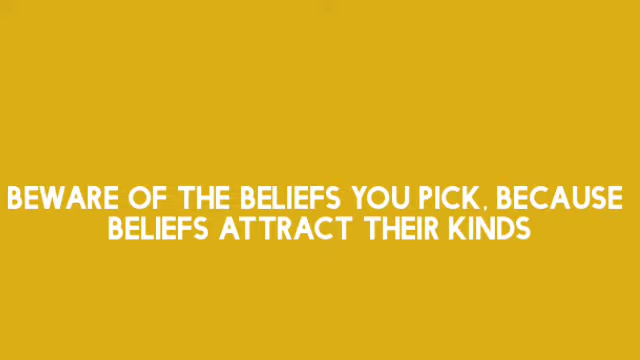 BEWARE OF THE BELIEFS YOU PICK, BECAUSE
BELIEFS ATTRACT THEIR KINDS